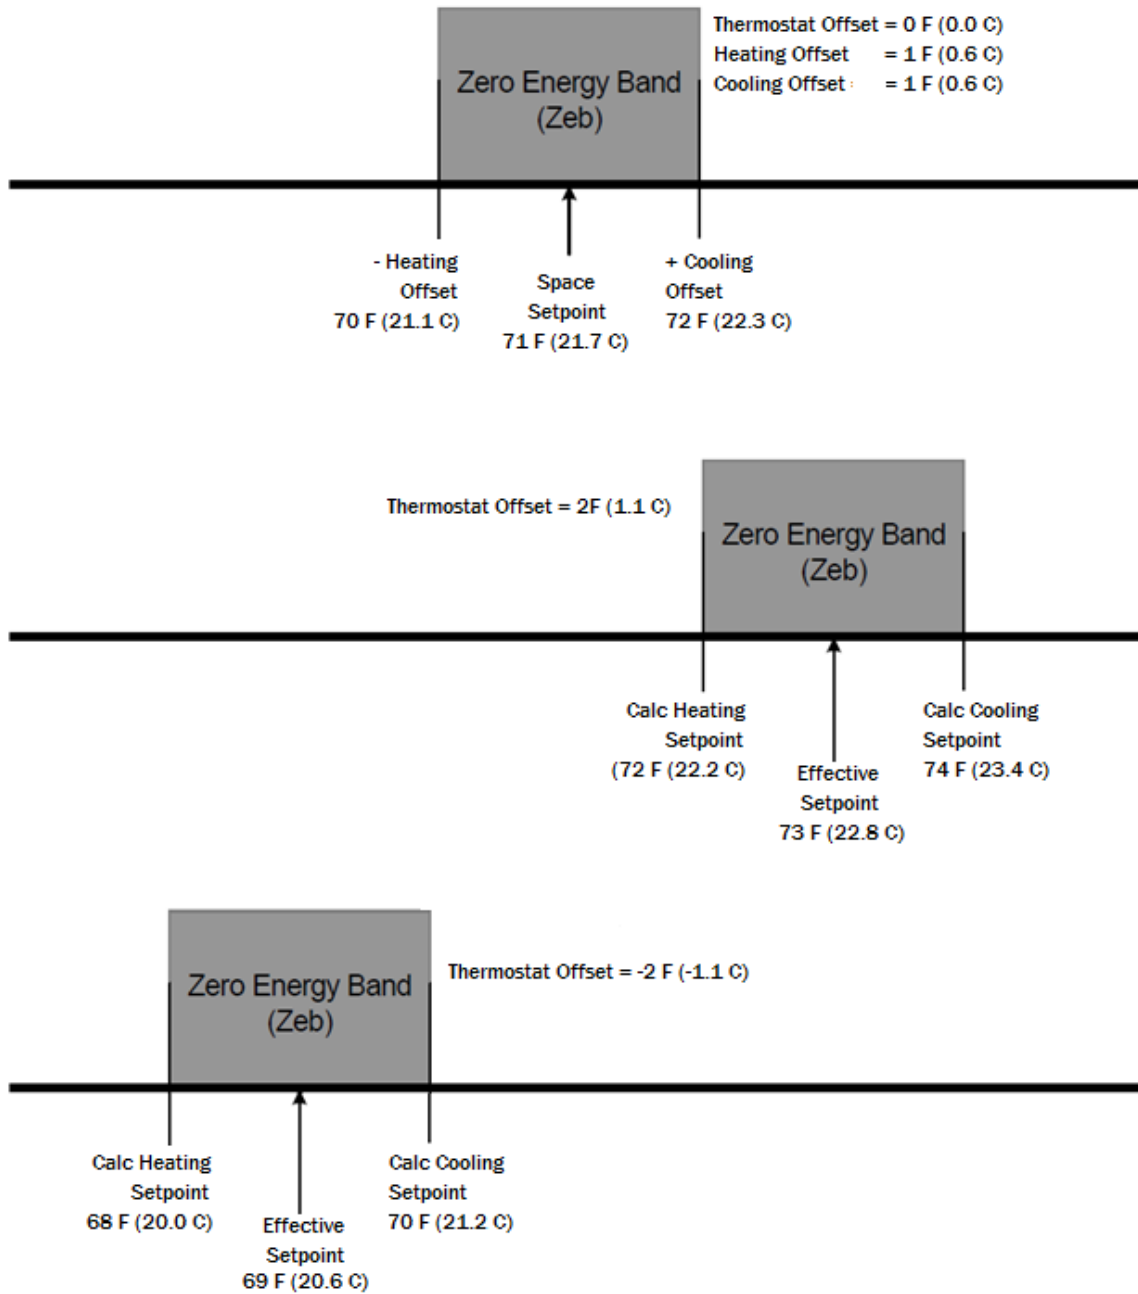 Thermostat Offset = 0 F (0.0 C)
Heating Offset = 1 F (0.6 C)
Cooling Offset : = 1 F (0.6 C)
Zero Energy Band
(Zeb)
- Heating
Offset
70 F (21.1 C)
Space
Setpoint
71 F (21.7 C)
+ Cooling
Offset
72 F (22.3 C)
Thermostat Offset = 2F (1.1 C)
Zero Energy Band
(Zeb)
Calc Heating
Setpoint
(72 F (22.2 C)
Effective
Setpoint
73 F (22.8 C)
Calc Cooling
Setpoint
74 F (23.4 C)
Zero Energy Band
(Zeb)
Thermostat Offset = -2 F (-1.1 C)
Calc Heating
Setpoint
68 F (20.0 C)
Effective
Setpoint
69 F (20.6 C)
Calc Cooling
Setpoint
70 F (21.2 C)